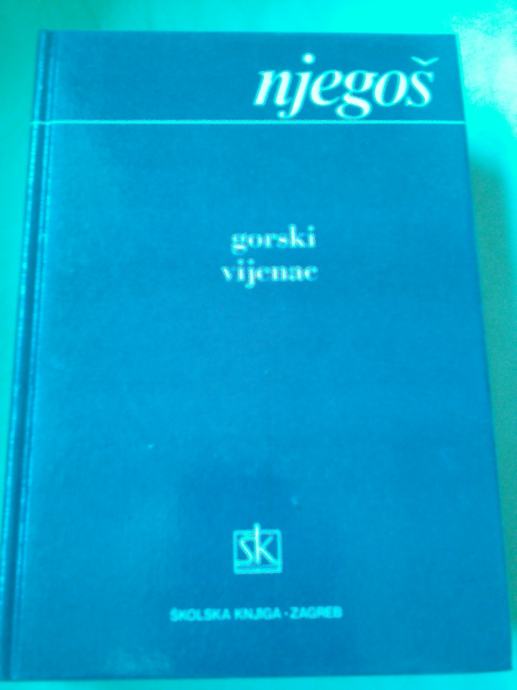 njegoš
gorski
vijenac
šk
ŠKOLSKA KNJIGA - ZAGREB